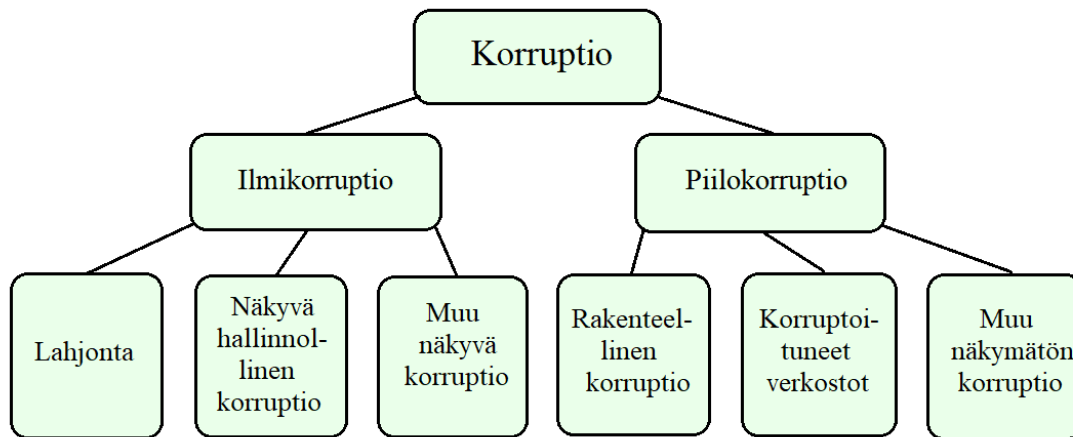 Korruptio
Ilmikorruptio
Piilokorruptio
Lahjonta
Näkyvä
hallinnol-
linen
korruptio
Muu
näkyvä
korruptio
Rakenteel-
linen
korruptio
Korruptoi-
tuneet
verkostot
Muu
näkymätön
korruptio